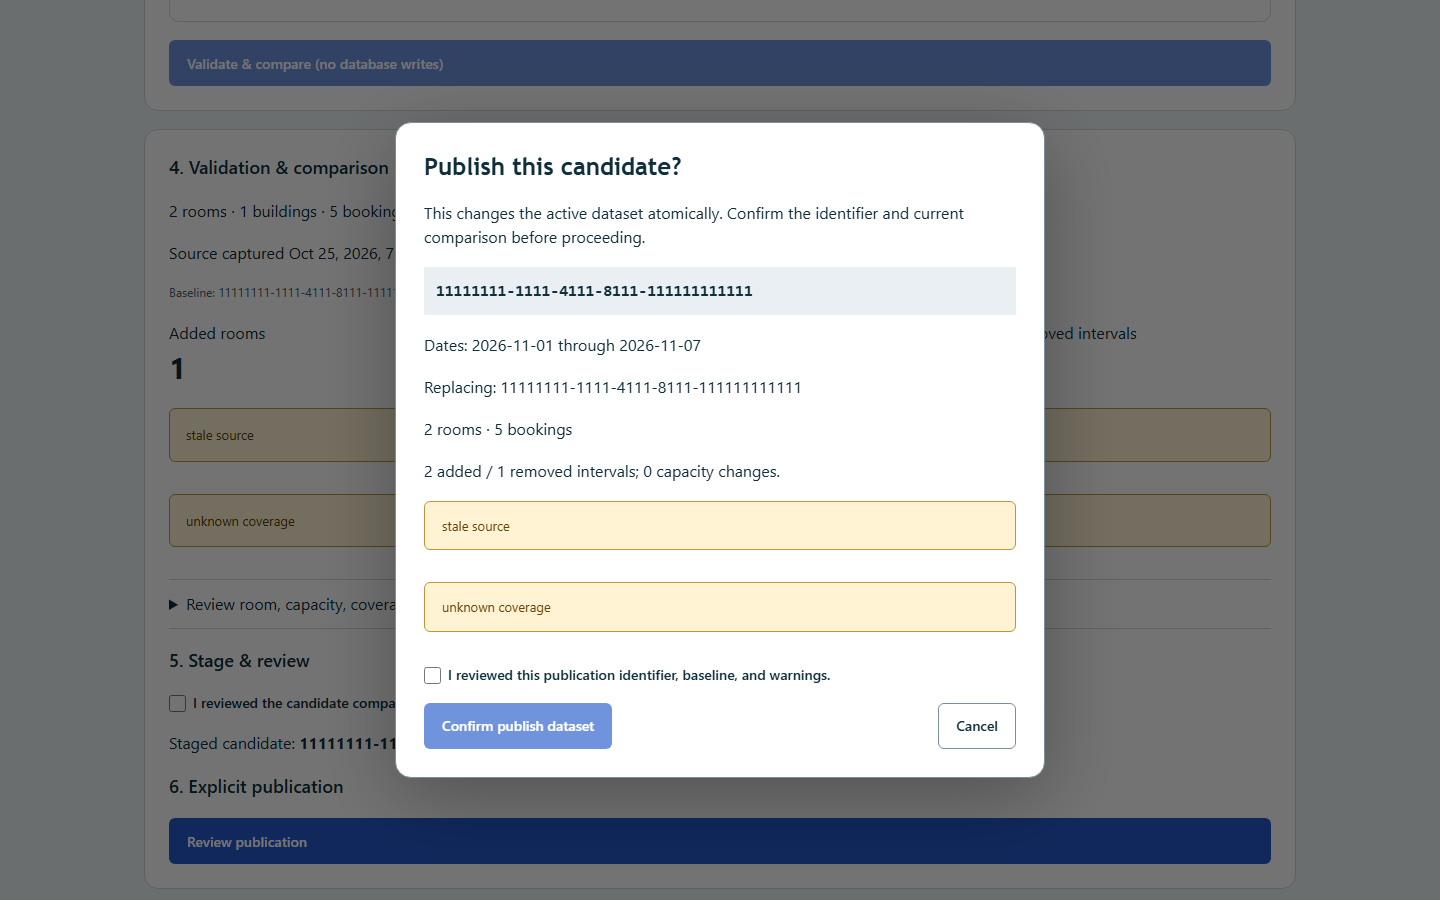 Validate & compare (no database writes)
4. Validation & comparison
2 rooms · 1 buildings · 5 booking
Source captured Oct 25, 2026, 7
Baseline: 11111111-1111-4111-8111-1111
Added rooms
oved intervals
1
stale source
unknown coverage
Review room, capacity, covera
5. Stage & review
I reviewed the candidate compa
Staged candidate: 11111111-11
6. Explicit publication
Review publication
Publish this candidate?
This changes the active dataset atomically. Confirm the identifier and current
comparison before proceeding.
11111111-1111-4111-8111-111111111111
Dates: 2026-11-01 through 2026-11-07
Replacing: 11111111-1111-4111-8111-111111111111
2 rooms · 5 bookings
2 added / 1 removed intervals; 0 capacity changes.
stale source
unknown coverage
I reviewed this publication identifier, baseline, and warnings.
Confirm publish dataset
Cancel